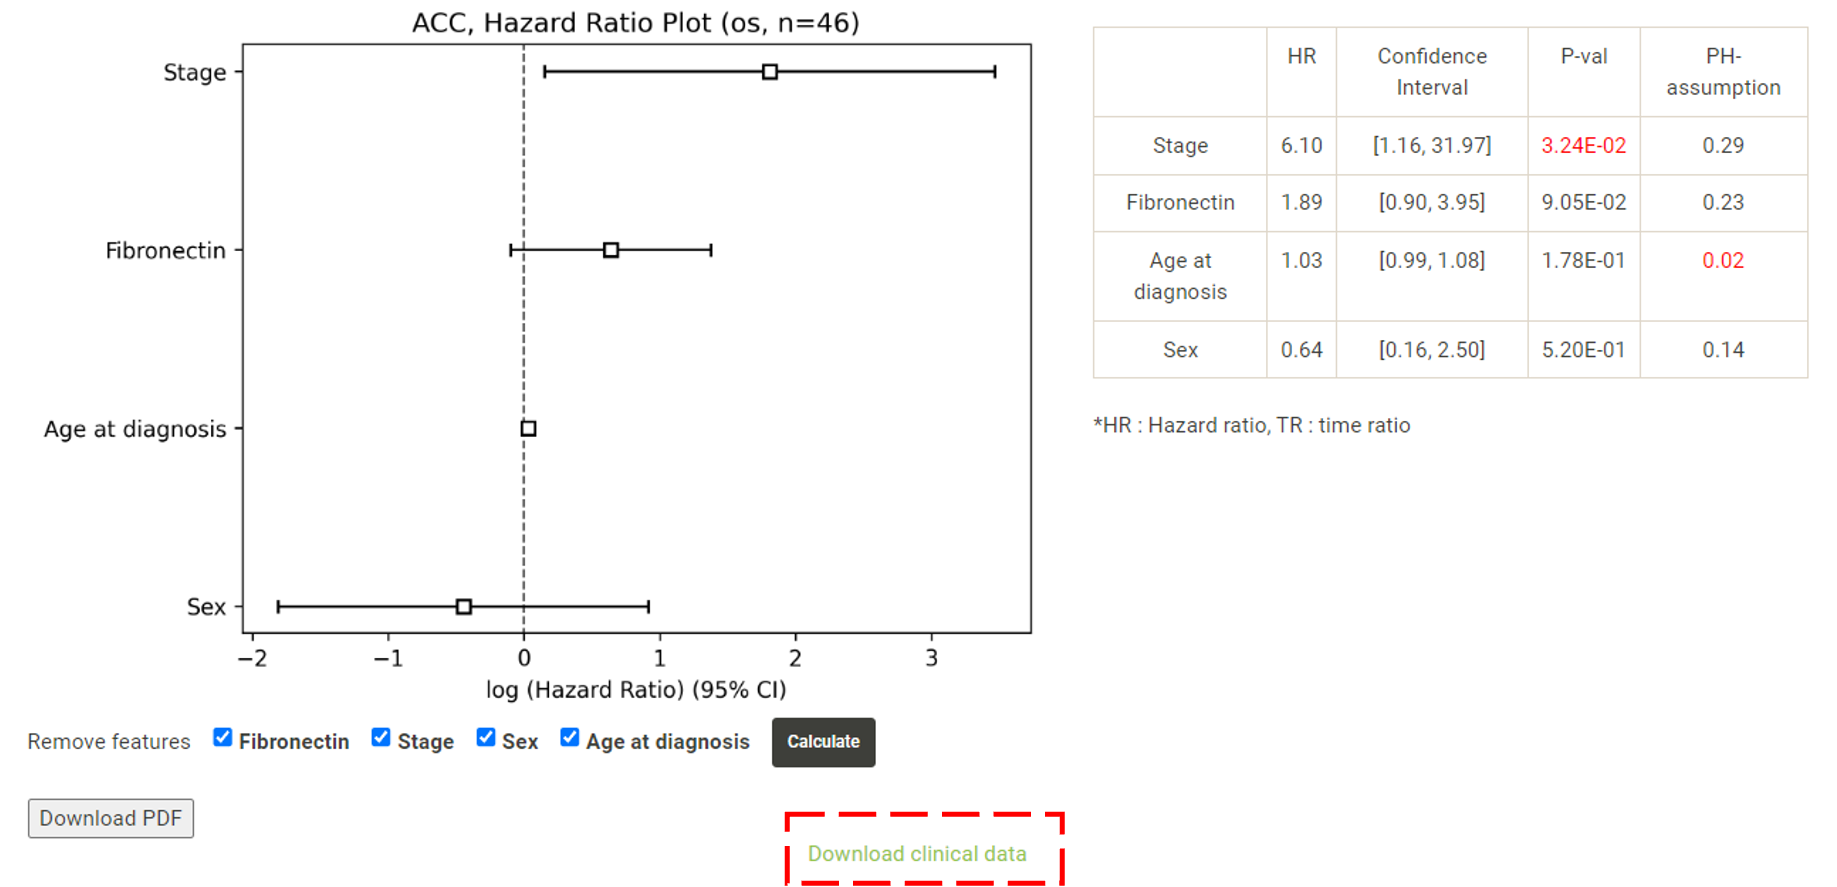 ACC, Hazard Ratio Plot (os, n=46)
Stage
Fibronectin
Age at diagnosis
Sex
−2 −1 0 1 2 3
log (Hazard Ratio) (95% CI)
HR Confidence Interval P-val PH-assumption
Stage 6.10 [1.16, 31.97] 3.24E-02 0.29
Fibronectin 1.89 [0.90, 3.95] 9.05E-02 0.23
Age at diagnosis 1.03 [0.99, 1.08] 1.78E-01 0.02
Sex 0.64 [0.16, 2.50] 5.20E-01 0.14
*HR : Hazard ratio, TR : time ratio
Remove features Fibronectin Stage Sex Age at diagnosis Calculate
Download PDF
Download clinical data